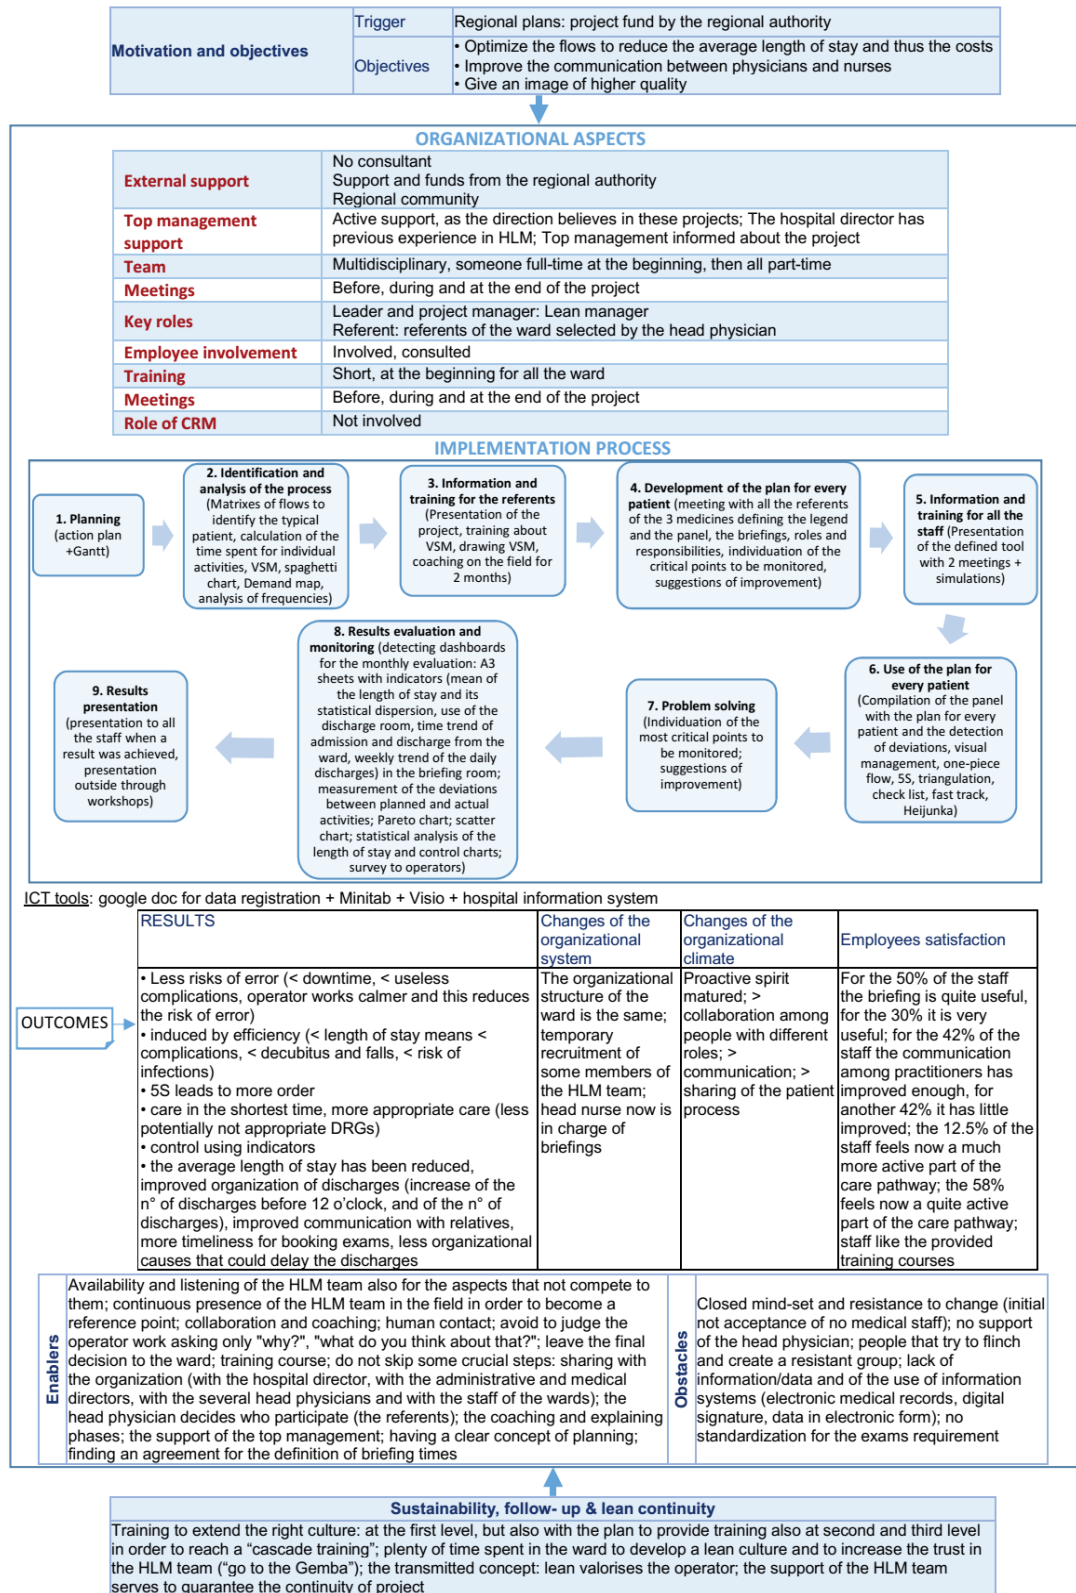 Motivation and objectives
Trigger
Regional plans: project fund by the regional authority
Objectives
• Optimize the flows to reduce the average length of stay and thus the costs
• Improve the communication between physicians and nurses
• Give an image of higher quality
ORGANIZATIONAL ASPECTS
External support
No consultant
Support and funds from the regional authority
Regional community
Top management
support
Active support, as the direction believes in these projects; The hospital director has
previous experience in HLM; Top management informed about the project
Team
Multidisciplinary, someone full-time at the beginning, then all part-time
Meetings
Before, during and at the end of the project
Key roles
Leader and project manager: Lean manager
Referent: referents of the ward selected by the head physician
Employee involvement
Involved, consulted
Training
Short, at the beginning for all the ward
Meetings
Before, during and at the end of the project
Role of CRM
Not involved
IMPLEMENTATION PROCESS
1. Planning
(action plan
+Gantt)
2. Identification and
analysis of the process
(Matrixes of flows to
identify the typical
patient, calculation of the
time spent for individual
activities, VSM, spaghetti
chart, Demand map,
analysis of frequencies)
3. Information and
training for the referents
(Presentation of the
project, training about
VSM, drawing VSM,
coaching on the field for
2 months)
4. Development of the plan for every
patient (meeting with all the referents
of the 3 medicines defining the legend
and the panel, the briefings, roles and
responsibilities, individuation of the
critical points to be monitored,
suggestions of improvement)
5. Information and
training for all the
staff (Presentation
of the defined tool
with 2 meetings +
simulations)
6. Use of the plan for
every patient
(Compilation of the panel
with the plan for every
patient and the detection
of deviations, visual
management, one-piece
flow, 5S, triangulation,
check list, fast track,
Heijunka)
7. Problem solving
(Individuation of the
most critical points to
be monitored;
suggestions of
improvement)
8. Results evaluation and
monitoring (detecting dashboards
for the monthly evaluation: A3
sheets with indicators (mean of
the length of stay and its
statistical dispersion, use of the
discharge room, time trend of
admission and discharge from the
ward, weekly trend of the daily
discharges) in the briefing room;
measurement of the deviations
between planned and actual
activities; Pareto chart; scatter
chart; statistical analysis of the
length of stay and control charts;
survey to operators)
9. Results
presentation
(presentation to all
the staff when a
result was achieved,
presentation
outside through
workshops)
ICT tools: google doc for data registration + Minitab + Visio + hospital information system
OUTCOMES
RESULTS
• Less risks of error (< downtime, < useless
complications, operator works calmer and this reduces
the risk of error)
• induced by efficiency (< length of stay means <
complications, < decubitus and falls, < risk of
infections)
• 5S leads to more order
• care in the shortest time, more appropriate care (less
potentially not appropriate DRGs)
• control using indicators
• the average length of stay has been reduced,
improved organization of discharges (increase of the
n° of discharges before 12 o'clock, and of the n° of
discharges), improved communication with relatives,
more timeliness for booking exams, less organizational
causes that could delay the discharges
Changes of the
organizational
system
The organizational
structure of the
ward is the same;
temporary
recruitment of
some members of
the HLM team;
head nurse now is
in charge of
briefings
Changes of the
organizational
climate
Proactive spirit
matured; >
collaboration among
people with different
roles; >
communication; >
sharing of the patient
process
Employees satisfaction
For the 50% of the staff
the briefing is quite useful,
for the 30% it is very
useful; for the 42% of the
staff the communication
among practitioners has
improved enough, for
another 42% it has little
improved; the 12.5% of the
staff feels now a much
more active part of the
care pathway; the 58%
feels now a quite active
part of the care pathway;
staff like the provided
training courses
Enablers
Availability and listening of the HLM team also for the aspects that not compete to
them; continuous presence of the HLM team in the field in order to become a
reference point; collaboration and coaching; human contact; avoid to judge the
operator work asking only "why?", "what do you think about that?"; leave the final
decision to the ward; training course; do not skip some crucial steps: sharing with
the organization (with the hospital director, with the administrative and medical
directors, with the several head physicians and with the staff of the wards); the
head physician decides who participate (the referents); the coaching and explaining
phases; the support of the top management; having a clear concept of planning;
finding an agreement for the definition of briefing times
Obstacles
Closed mind-set and resistance to change (initial
not acceptance of no medical staff); no support
of the head physician; people that try to flinch
and create a resistant group; lack of
information/data and of the use of information
systems (electronic medical records, digital
signature, data in electronic form); no
standardization for the exams requirement
Sustainability, follow- up & lean continuity
Training to extend the right culture: at the first level, but also with the plan to provide training also at second and third level
in order to reach a “cascade training”; plenty of time spent in the ward to develop a lean culture and to increase the trust in
the HLM team (“go to the Gemba”); the transmitted concept: lean valorises the operator; the support of the HLM team
serves to guarantee the continuity of project